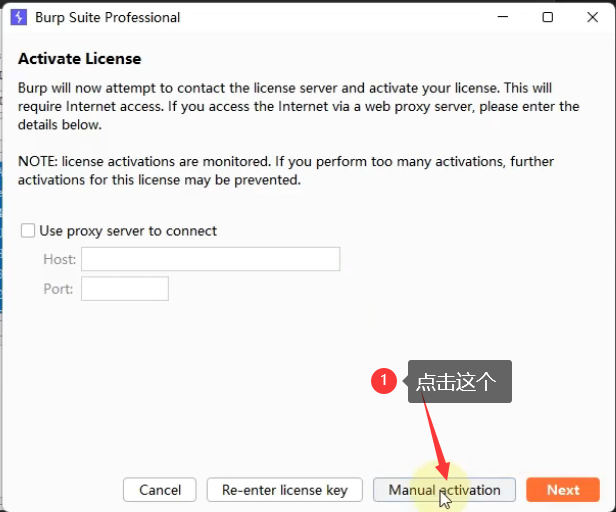 Burp Suite Professional
Activate License
Burp will now attempt to contact the license server and activate your license. This will
require Internet access. If you access the Internet via a web proxy server, please enter the
details below.
NOTE: license activations are monitored. If you perform too many activations, further
activations for this license may be prevented.
Use proxy server to connect
Host:
Port:
1 点击这个
Cancel Re-enter license key Manual activation Next